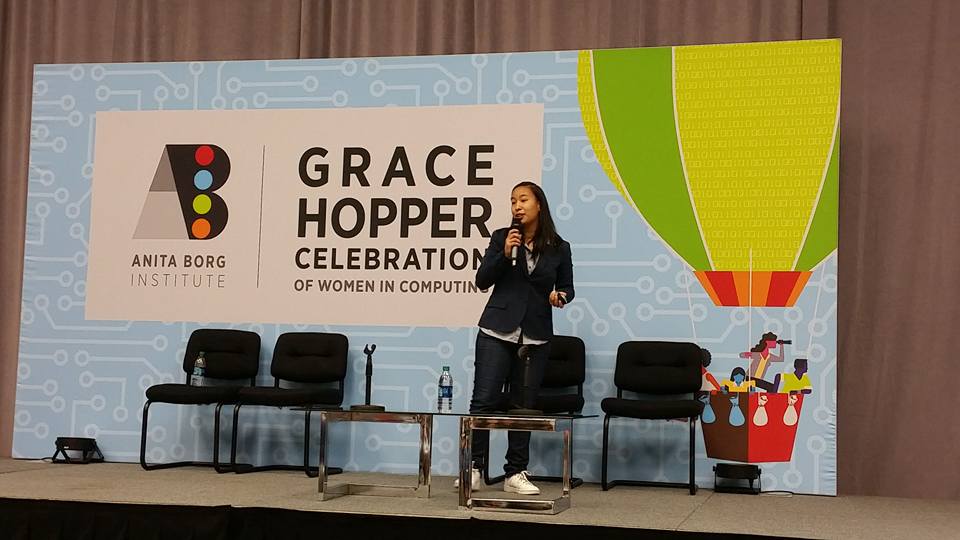 ANITA BORG
INSTITUTE
GRACE
HOPPER
CELEBRATION
OF WOMEN IN COMPUTING